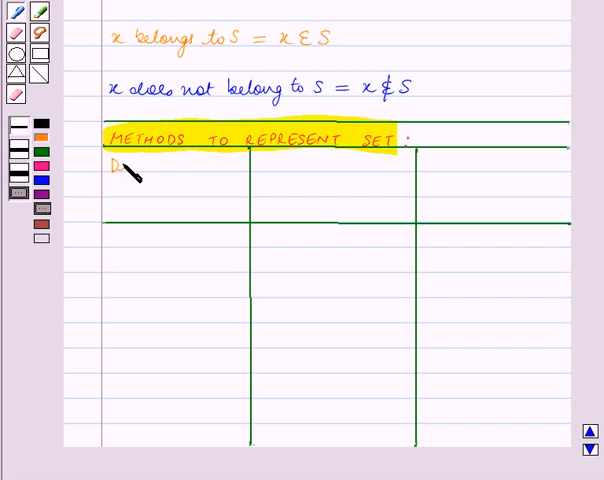 x belongs to S = x ∈ S
x does not belong to S = x ∉ S
METHODS TO REPRESENT SET :
D